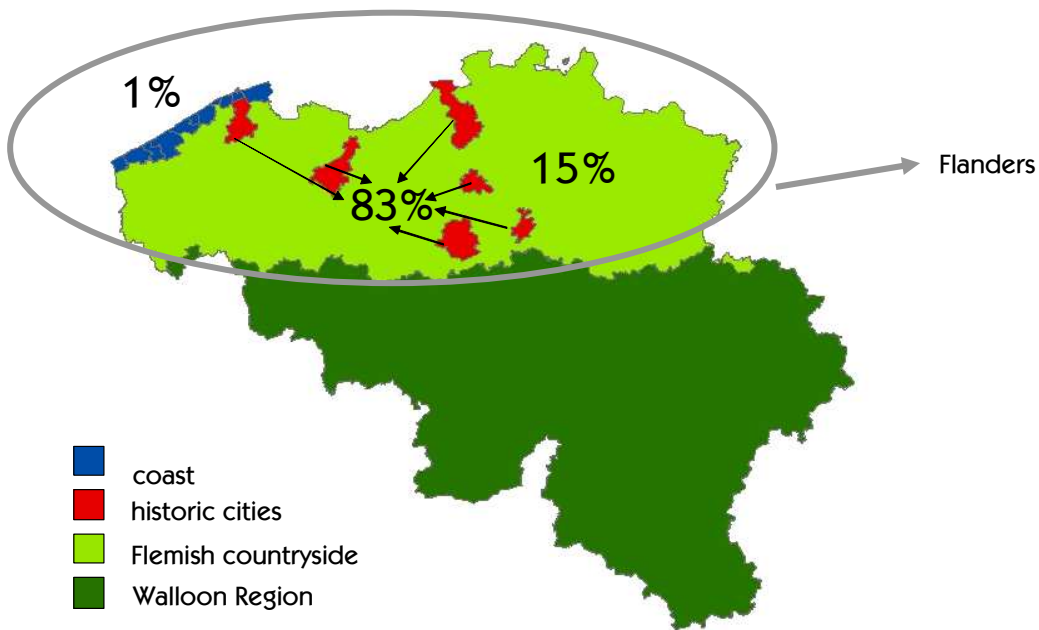 1%
15%
Flanders
83%
coast
historic cities
Flemish countryside
Walloon Region